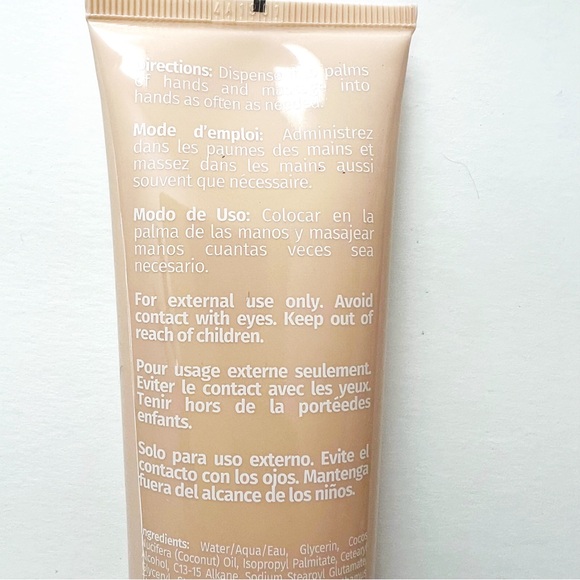 Directions: Dispense palms
of hands and massage into
hands as often as needed.
Mode d'emploi: Administrez
dans les paumes des mains et
massez dans les mains aussi
souvent que nécessaire.
Modo de Uso: Colocar en la
palma de las manos y masajear
manos cuantas veces sea
necesario.
For external use only. Avoid
contact with eyes. Keep out of
reach of children.
Pour usage externe seulement.
Eviter le contact avec les yeux.
Tenir hors de la portéedes
enfants.
Solo para uso externo. Evite el
contacto con los ojos. Mantenga
fuera del alcance de los niños.
Ingredients: Water/Aqua/Eau, Glycerin, Cocos
Nucifera (Coconut) Oil, Isopropyl Palmitate, Cetearyl
Alcohol, C13-15 Alkane, Sodium Stearoyl Glutamate,